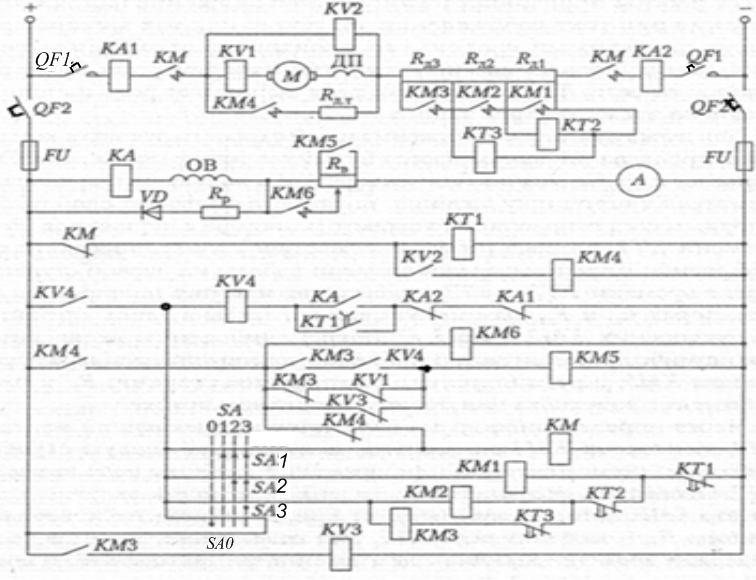 + −
KV2
QF1 KA1 KM KV1 М ДП Rд3 Rд2 Rд1 KM KA2 QF1
KM4 Rд.т KM3 KM2 KM1
QF2 KT3 KT2 QF2
FU FU
KA ОВ KM5 Rв А
VD Rр KM6
KM KT1
KV2 KM4
KV4 KV4 KA KA2 KA1
KT1
KM4 KM3 KV4 KM6 KM5
KM3 KV1
KV3
SA KM4 KM
0123
SA1 KM1 KT1
SA2 KM2 KT2
SA3 KM3 KT3
SA0
KM3 KV3